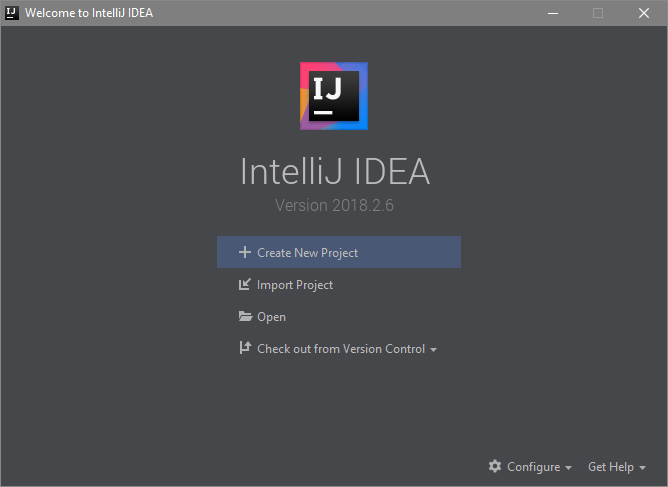 Welcome to IntelliJ IDEA
IJ
IntelliJ IDEA
Version 2018.2.6
Create New Project
Import Project
Open
Check out from Version Control
Configure
Get Help